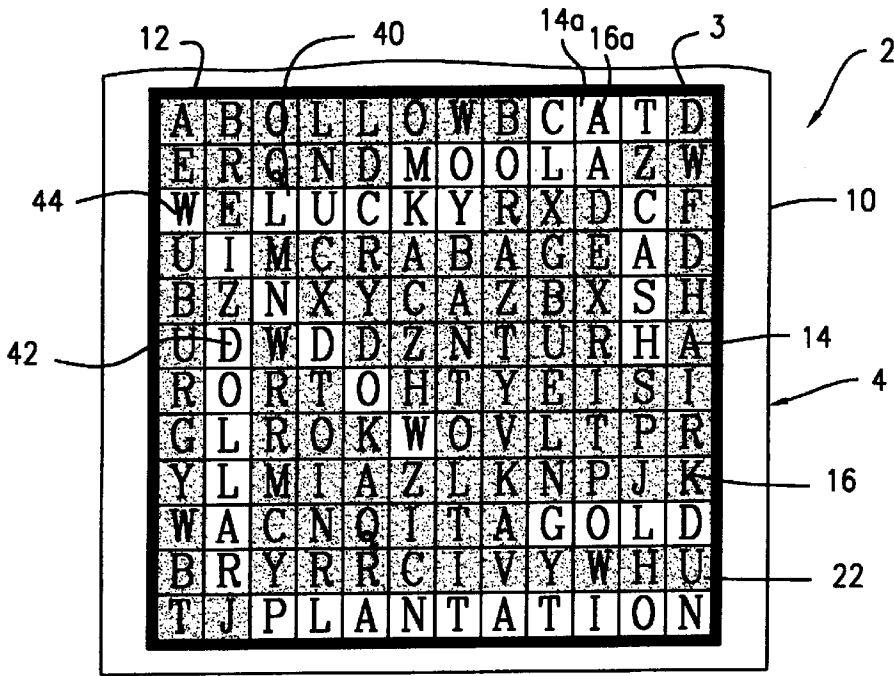 12 40 14a 16a 3 2
A B O L L O W B C A T D
E R Q N D M O O L A Z W
44 W E L U C K Y R X D C F 10
U I M C R A B A G E A D
B Z N X Y C A Z B X S H
42 U D W D D Z N T U R H A 14
R O R T O H T Y E I S I 4
G L R O K W O V L T P R
Y L M I A Z L K N P J K 16
W A C N Q I T A G O L D
B R Y R R C I V Y W H U 22
T J P L A N T A T I O N